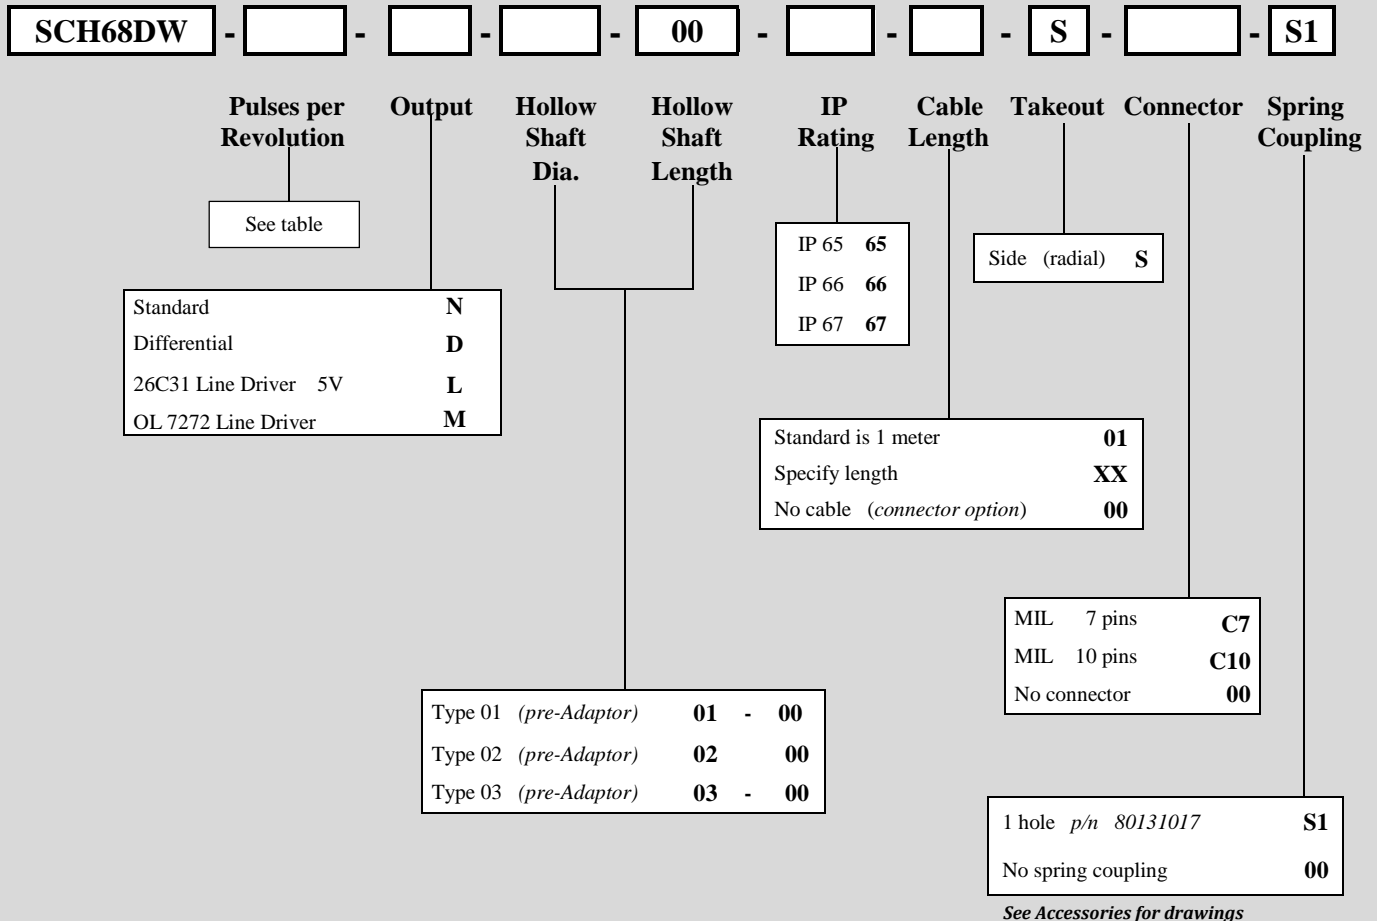 SCH68DW - - - - 00 - - - S - - S1
Pulses per Revolution
Output
Hollow Shaft Dia.
Hollow Shaft Length
IP Rating
Cable Length
Takeout
Connector
Spring Coupling
See table
IP 65 65
IP 66 66
IP 67 67
Side (radial) S
Standard N
Differential D
26C31 Line Driver 5V L
OL 7272 Line Driver M
Standard is 1 meter 01
Specify length XX
No cable (connector option) 00
MIL 7 pins C7
MIL 10 pins C10
No connector 00
Type 01 (pre-Adaptor) 01 - 00
Type 02 (pre-Adaptor) 02 00
Type 03 (pre-Adaptor) 03 - 00
1 hole p/n 80131017 S1
No spring coupling 00
See Accessories for drawings